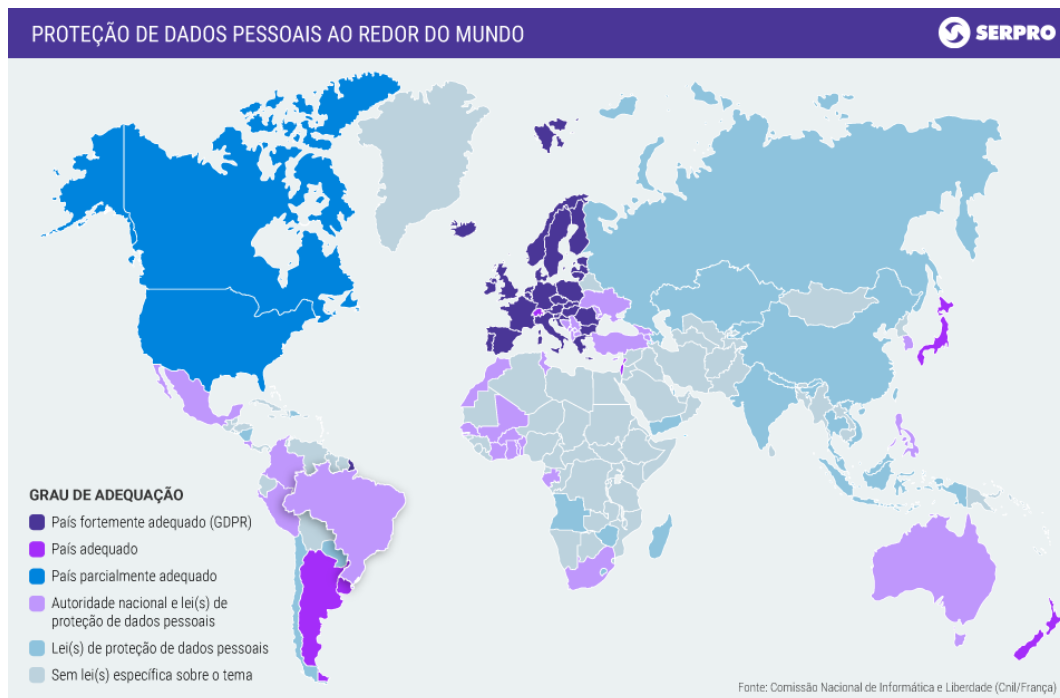 PROTEÇÃO DE DADOS PESSOAIS AO REDOR DO MUNDO
SERPRO
GRAU DE ADEQUAÇÃO
País fortemente adequado (GDPR)
País adequado
País parcialmente adequado
Autoridade nacional e lei(s) de
proteção de dados pessoais
Lei(s) de proteção de dados pessoais
Sem lei(s) específica sobre o tema
Fonte: Comissão Nacional de Informática e Liberdade (Cnil/França)